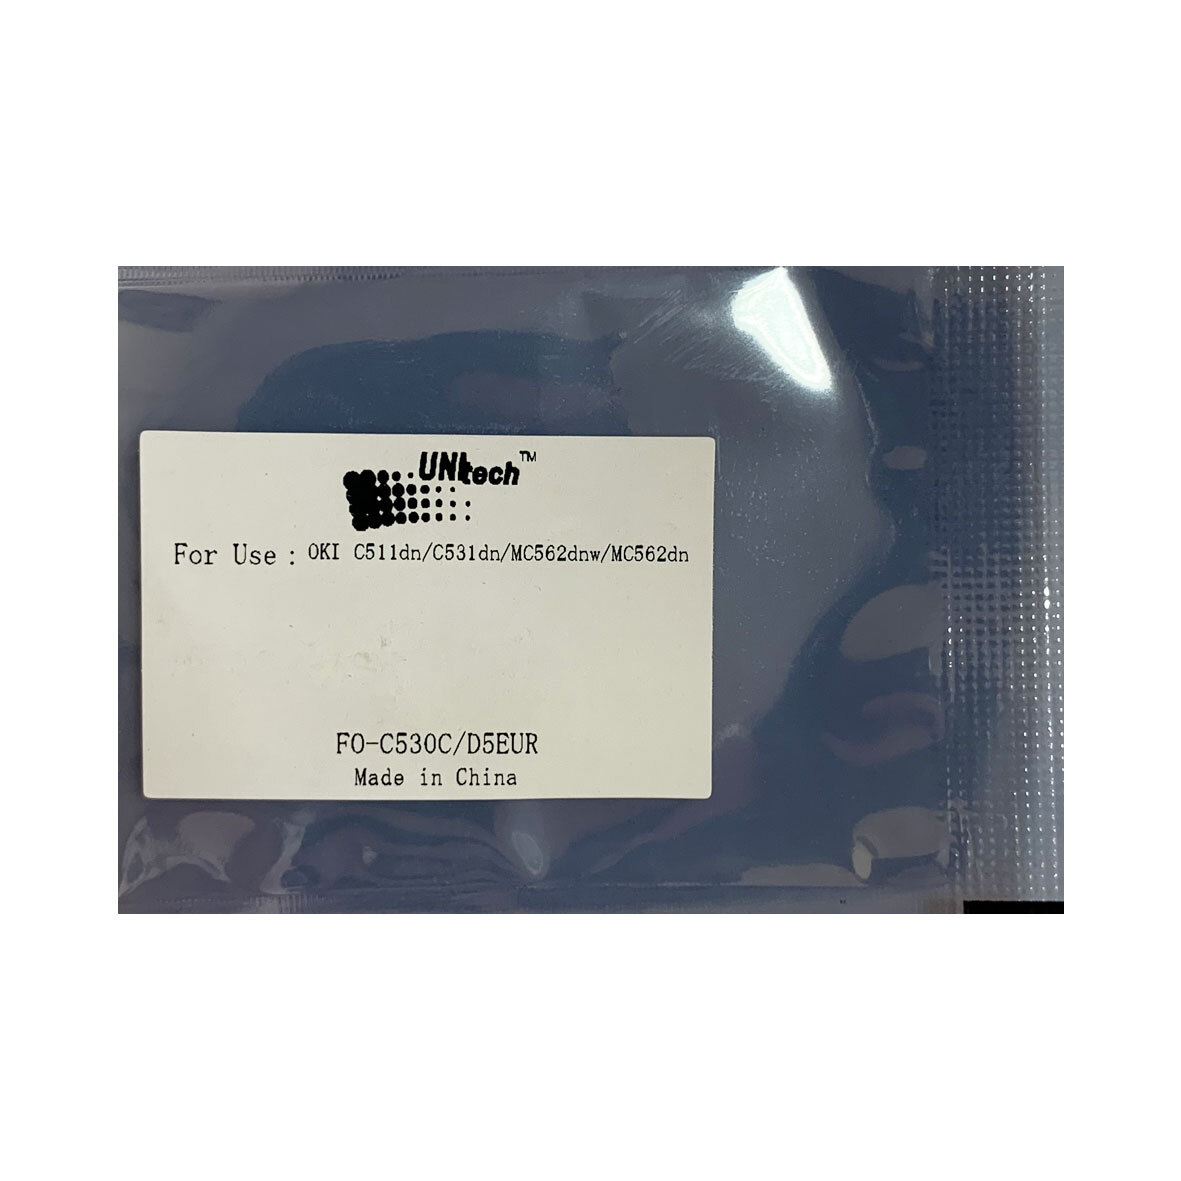 UNItech™
For Use : OKI C511dn/C531dn/MC562dnw/MC562dn
FO-C530C/D5EUR
Made in China